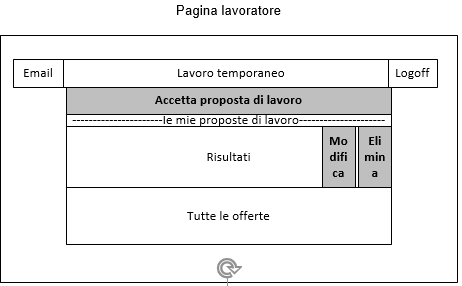 Pagina lavoratore
Email
Lavoro temporaneo
Logoff
Accetta proposta di lavoro
-----------------------le mie proposte di lavoro----------------------
Risultati
Mo
difi
ca
Eli
min
a
Tutte le offerte